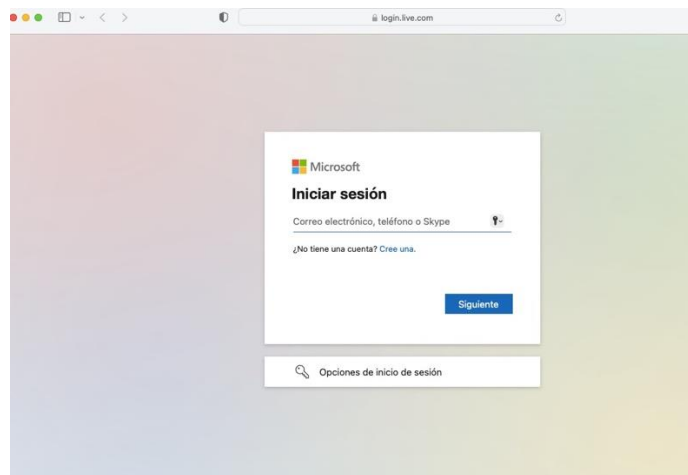 login.live.com
Microsoft
Iniciar sesión
Correo electrónico, teléfono o Skype
¿No tiene una cuenta? Cree una.
Siguiente
Opciones de inicio de sesión